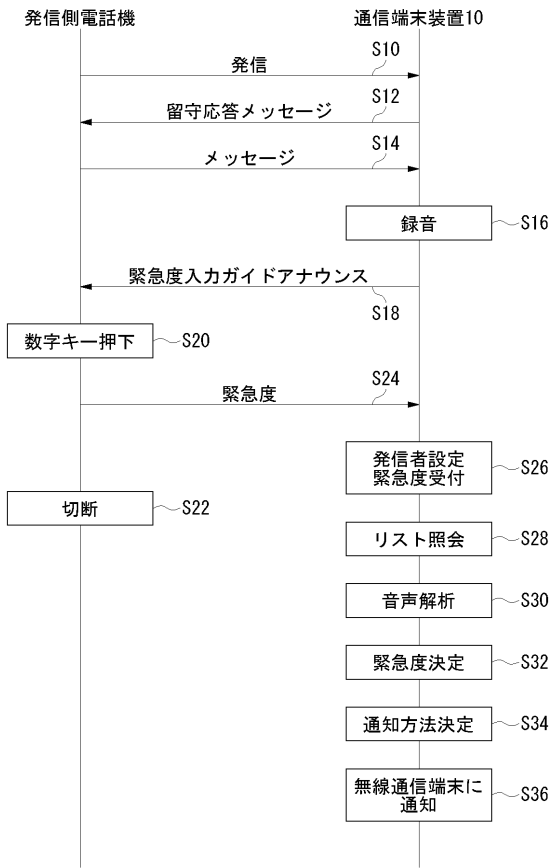 発信側電話機
通信端末装置10
発信
S10
留守応答メッセージ
S12
メッセージ
S14
録音
S16
緊急度入力ガイドアナウンス
S18
数字キー押下
S20
緊急度
S24
発信者設定
緊急度受付
S26
切断
S22
リスト照会
S28
音声解析
S30
緊急度決定
S32
通知方法決定
S34
無線通信端末に
通知
S36